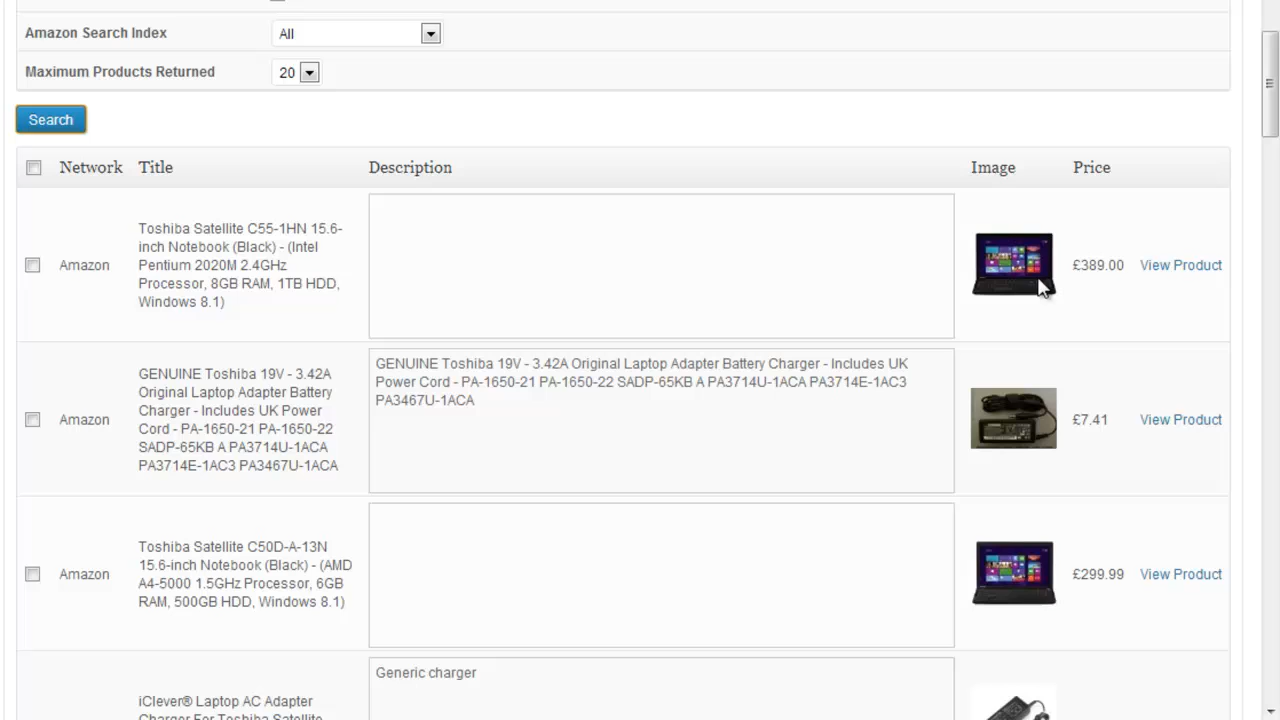 Amazon Search Index
All
Maximum Products Returned
20
Search
Network Title Description Image Price
Toshiba Satellite C55-1HN 15.6-
inch Notebook (Black) - (Intel
Pentium 2020M 2.4GHz
Processor, 8GB RAM, 1TB HDD,
Windows 8.1)
Amazon
£389.00
View Product
GENUINE Toshiba 19V - 3.42A
Original Laptop Adapter Battery
Charger - Includes UK Power
Cord - PA-1650-21 PA-1650-22
SADP-65KB A PA3714U-1ACA
PA3714E-1AC3 PA3467U-1ACA
Amazon
GENUINE Toshiba 19V - 3.42A Original Laptop Adapter Battery Charger - Includes UK
Power Cord - PA-1650-21 PA-1650-22 SADP-65KB A PA3714U-1ACA PA3714E-1AC3
PA3467U-1ACA
£7.41
View Product
Toshiba Satellite C50D-A-13N
15.6-inch Notebook (Black) - (AMD
A4-5000 1.5GHz Processor, 6GB
RAM, 500GB HDD, Windows 8.1)
Amazon
£299.99
View Product
iClever® Laptop AC Adapter
Charger For Toshiba Satellite
Generic charger